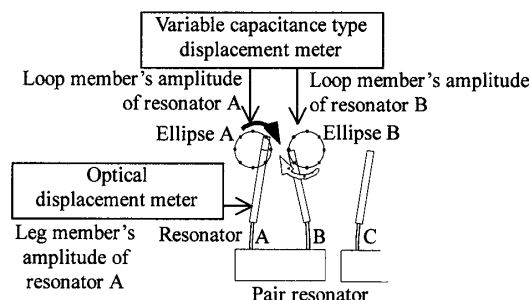 Variable capacitance type
displacement meter
Loop member's amplitude
of resonator A
Loop member's amplitude
of resonator B
Ellipse A
Ellipse B
Optical
displacement meter
Leg member's
amplitude of
resonator A
Resonator
A
B
C
Pair resonator